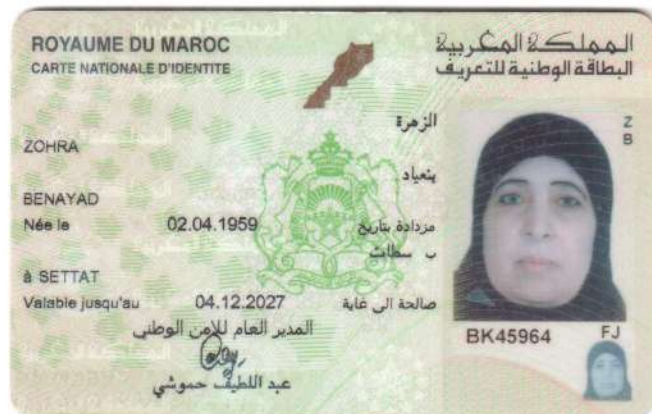 ROYAUME DU MAROC
المملكة المغربية
CARTE NATIONALE D'IDENTITE
البطاقة الوطنية للتعريف
الزهرة
ZOHRA
Z
B
بنعياد
BENAYAD
Née le 02.04.1959 مزدادة بتاريخ
ب سطات
à SETTAT
Valable jusqu'au 04.12.2027 صالحة الى غاية
المدير العام للامن الوطني
عبد اللطيف حموشي
BK45964
FJ